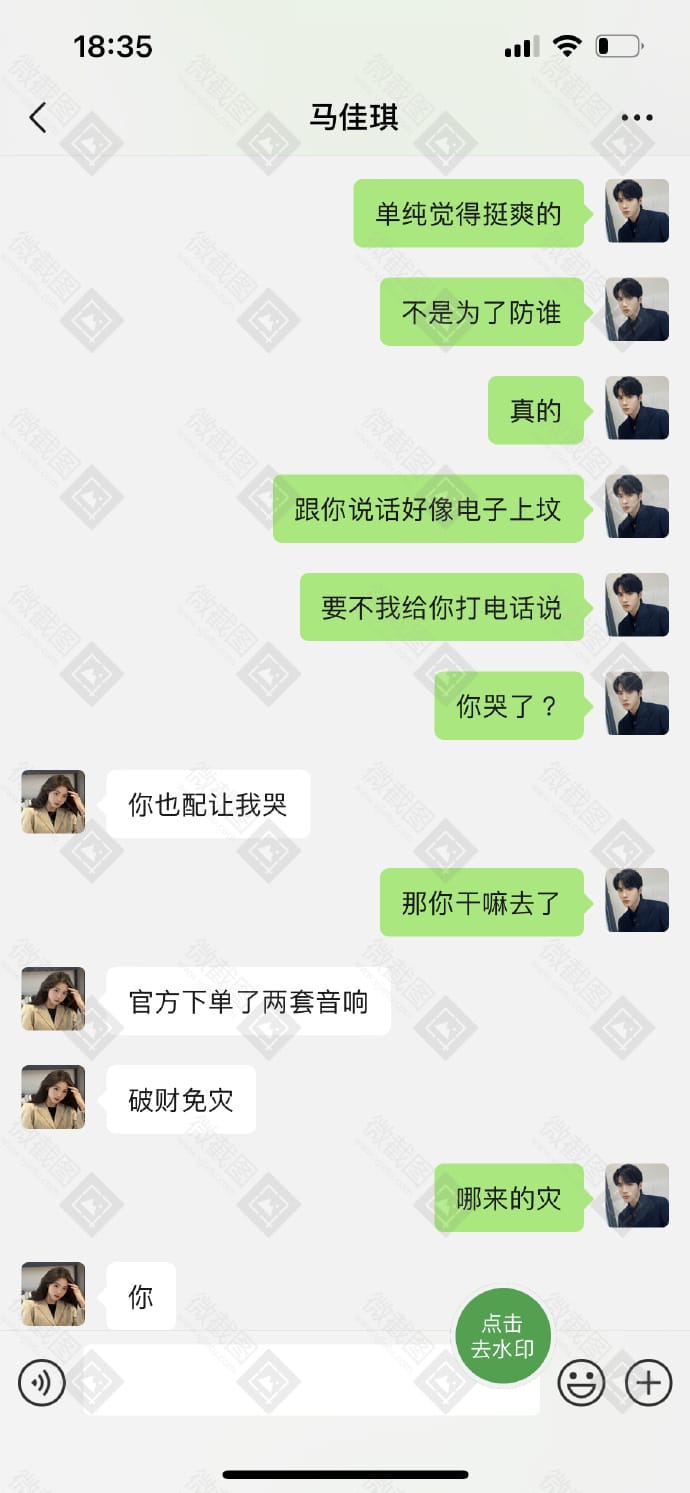 18:35
马佳琪
单纯觉得挺爽的
不是为了防谁
真的
跟你说话好像电子上坟
要不我给你打电话说
你哭了？
你也配让我哭
那你干嘛去了
官方下单了两套音响
破财免灾
哪来的灾
你
点击
去水印
微截图